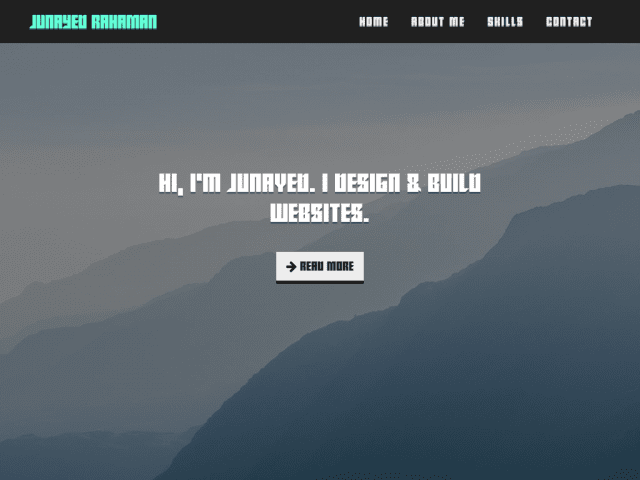 JUNAYED RAHAMAN
HOME
ABOUT ME
SKILLS
CONTACT
HI, I'M JUNAYED. I DESIGN & BUILD
WEBSITES.
READ MORE